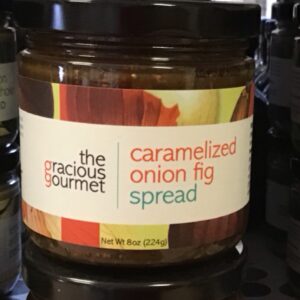 the
gracious
gourmet
caramelized
onion fig
spread
Net Wt 8oz (224g)